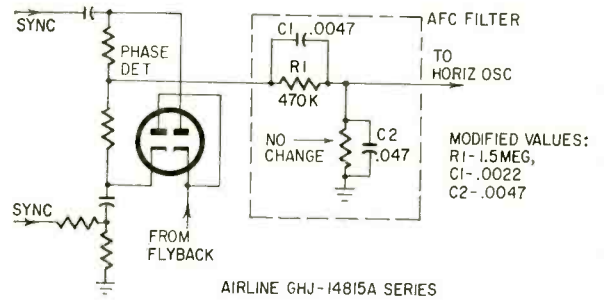 AFC FILTER
SYNC
C1 .0047
PHASE
DET
R1
470K
TO
HORIZ OSC
NO
CHANGE
C2
.047
MODIFIED VALUES:
R1-1.5MEG,
C1-.0022
C2-.0047
SYNC
FROM
FLYBACK
AIRLINE GHJ-14815A SERIES